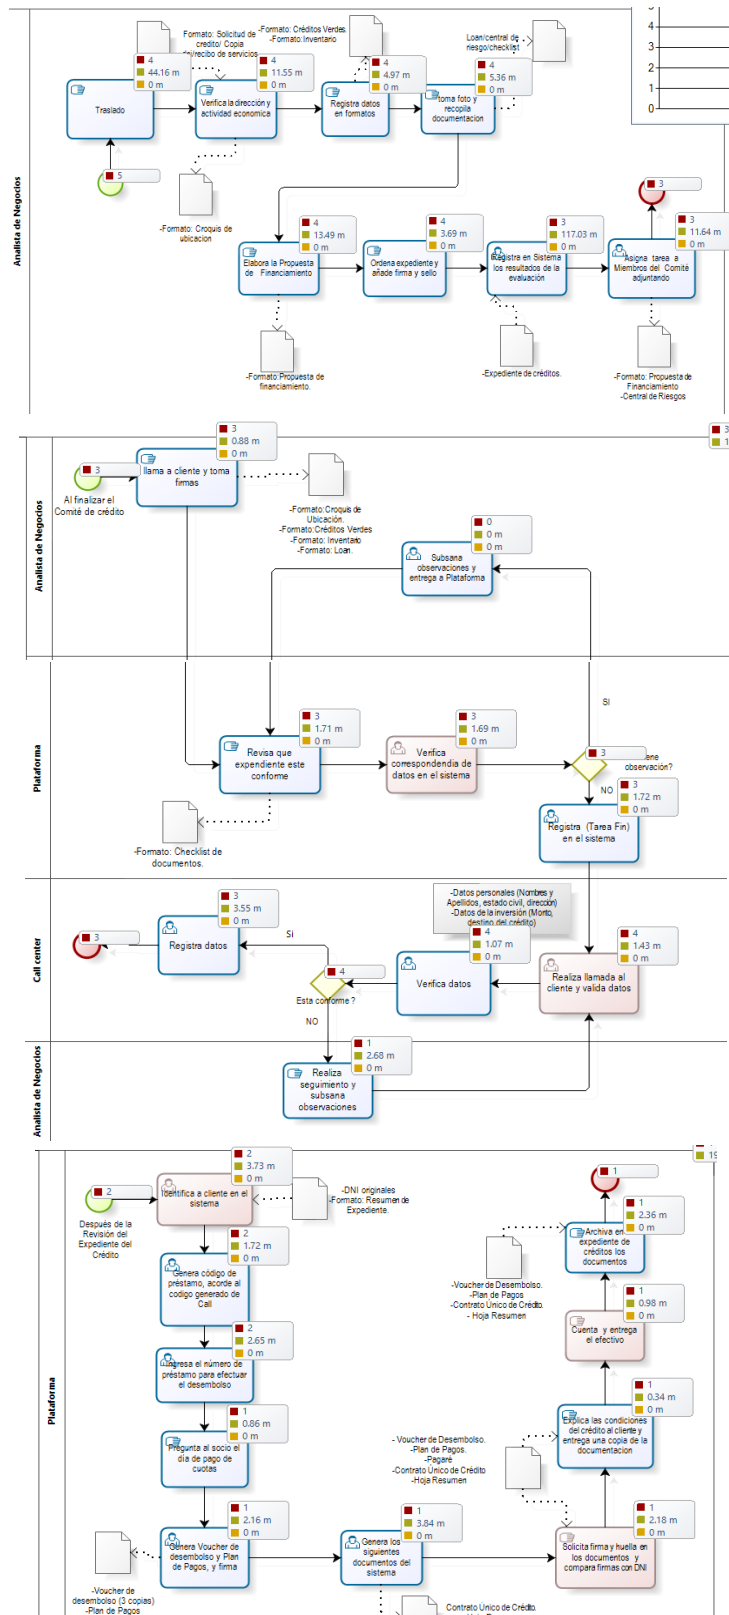 5
4
3
2
1
0
Analista de Negocios
Formato: Solicitud de
credito/ Copia
del/recibo de servicios
-Formato: Créditos Verdes.
-Formato: Inventario
Loan/central de
riesgo/checklist
4
44.16 m
0 m
4
11.55 m
0 m
4
4.97 m
0 m
4
5.36 m
0 m
Traslado
Verifica la dirección y
actividad economica
Registra datos
en formatos
toma foto y
recopila
documentacion
5
-Formato: Croquis de
ubicacion
4
13.49 m
0 m
4
3.69 m
0 m
3
117.03 m
0 m
3
3
11.64 m
0 m
Elabora la Propuesta
de Financiamiento
Ordena expediente y
añade firma y sello
Registra en Sistema
los resultados de la
evaluación
Asigna tarea a
Miembros del Comité
adjuntando
-Formato:Propuesta de
financiamiento.
-Expediente de créditos.
-Formato: Propuesta de
Financiamiento
-Central de Riesgos
Analista de Negocios
3
0.88 m
0 m
3
1
3
llama a cliente y toma
firmas
Al finalizar el
Comité de crédito
-Formato:Croquis de
Ubicación.
-Formato:Créditos Verdes
-Formato: Inventario
-Formato: Loan.
0
0 m
0 m
Subsana
observaciones y
entrega a Plataforma
Plataforma
SI
3
1.71 m
0 m
3
1.69 m
0 m
Revisa que
expendiente este
conforme
Verifica
correspondendia de
datos en el sistema
3
ene
observación?
NO
3
1.72 m
0 m
Registra (Tarea Fin)
en el sistema
-Formato: Checklist de
documentos.
Call center
-Datos personales (Nombres y
Apellidos, estado civil, dirección)
-Datos de la inversión (Monto,
destino del crédito)
3
3.55 m
0 m
3
Registra datos
Si
4
Esta conforme ?
NO
4
1.07 m
0 m
Verifica datos
4
1.43 m
0 m
Realiza llamada al
cliente y valida datos
Analista de Negocios
1
2.68 m
0 m
Realiza
seguimiento y
subsana
observaciones
Plataforma
2
3.73 m
0 m
2
Identifica a cliente en el
sistema
-DNI originales
-Formato: Resumen de
Expediente.
Después de la
Revisión del
Expediente del
Crédito
2
1.72 m
0 m
Genera código de
préstamo, acorde al
codigo generado de
Call
2
2.65 m
0 m
Ingresa el número de
préstamo para efectuar
el desembolso
1
0.86 m
0 m
Pregunta al socio el
día de pago de
cuotas
1
2.16 m
0 m
Genera Voucher de
desembolso y Plan
de Pagos, y firma
-Voucher de
desembolso (3 copias)
-Plan de Pagos
1
3.84 m
0 m
Genera los
siguientes
documentos del
sistema
Contrato Unico de Crédito.
1
2.18 m
0 m
Solicita firma y huella en
los documentos y
compara firmas con DNI
- Voucher de Desembolso.
-Plan de Pagos.
-Pagaré
-Contrato Único de Crédito
-Hoja Resumen
1
0.34 m
0 m
Explica las condiciones
del crédito al cliente y
entrega una copia de la
documentacion
1
0.98 m
0 m
Cuenta y entrega
el efectivo
1
2.36 m
0 m
Archiva en
expediente de
créditos los
documentos
-Voucher de Desembolso.
-Plan de Pagos
-Contrato Único de Crédito.
- Hoja Resumen
1
19